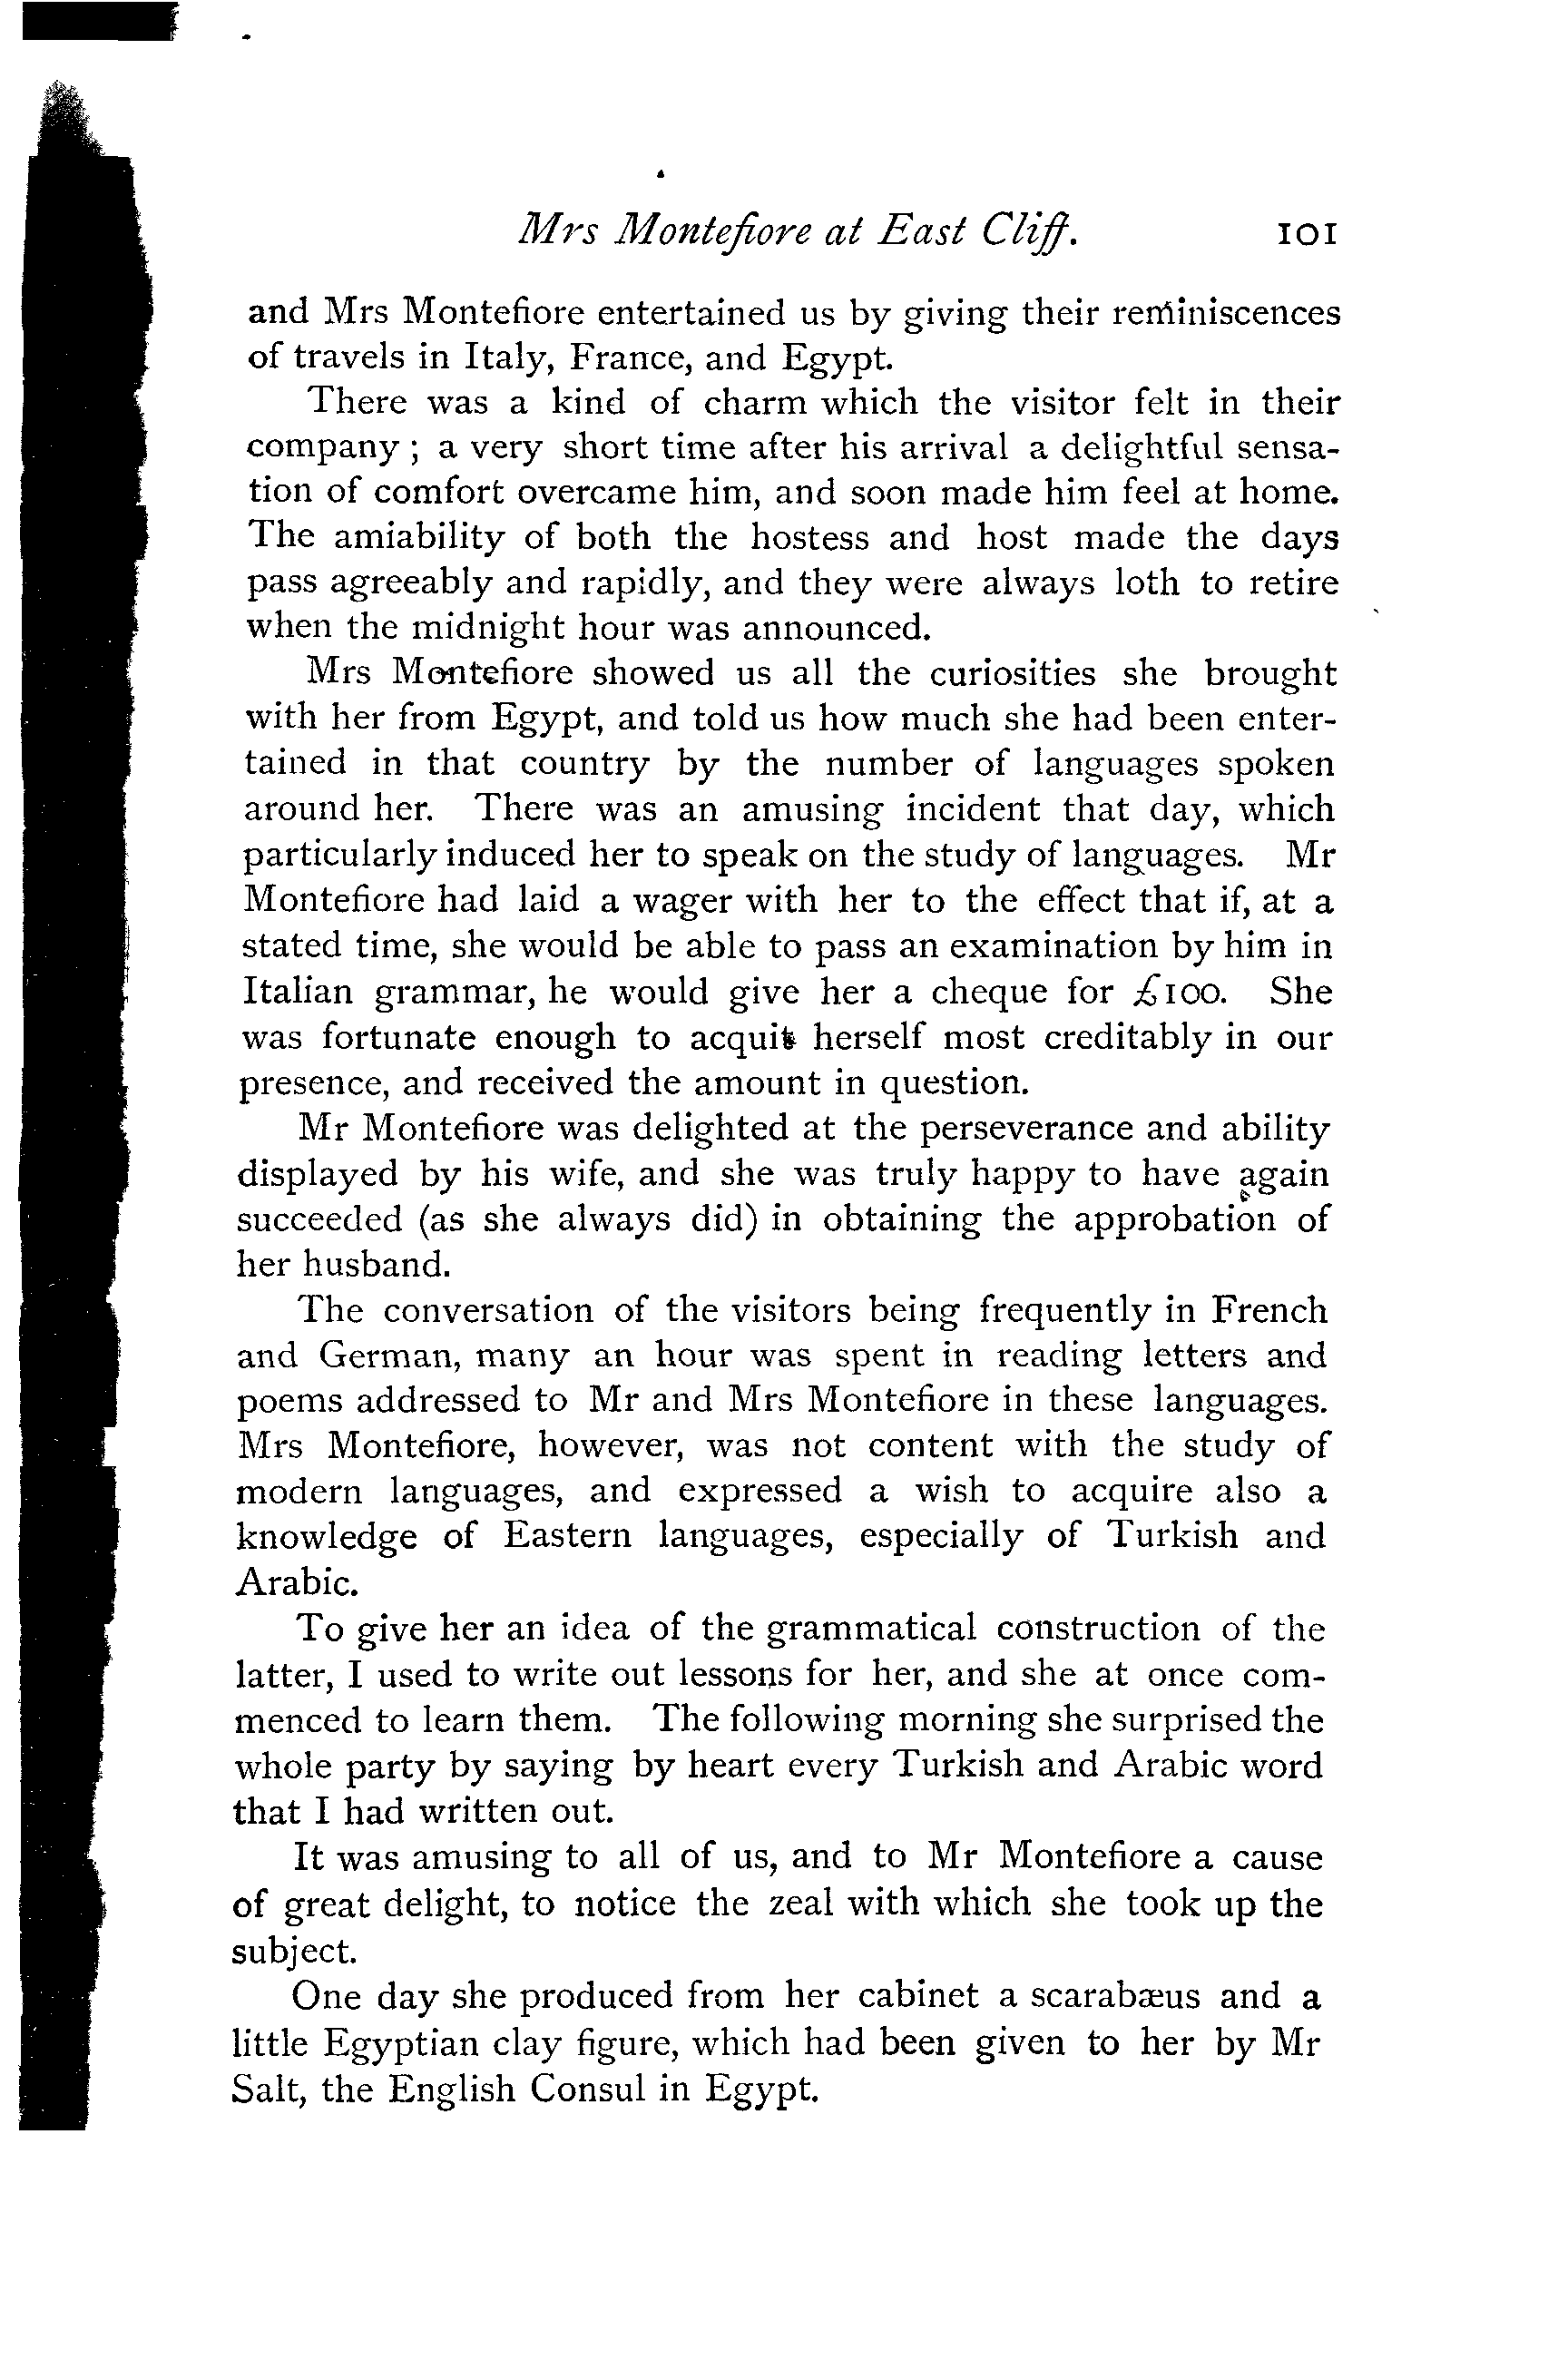 Mrs Montefiore at East Cliff. 101
and Mrs Montefiore entertained us by giving their reminiscences
of travels in Italy, France, and Egypt.
There was a kind of charm which the visitor felt in their
company ; a very short time after his arrival a delightful sensa-
tion of comfort overcame him, and soon made him feel at home.
The amiability of both the hostess and host made the days
pass agreeably and rapidly, and they were always loth to retire
when the midnight hour was announced.
Mrs Montefiore showed us all the curiosities she brought
with her from Egypt, and told us how much she had been enter-
tained in that country by the number of languages spoken
around her. There was an amusing incident that day, which
particularly induced her to speak on the study of languages. Mr
Montefiore had laid a wager with her to the effect that if, at a
stated time, she would be able to pass an examination by him in
Italian grammar, he would give her a cheque for £100. She
was fortunate enough to acquit herself most creditably in our
presence, and received the amount in question.
Mr Montefiore was delighted at the perseverance and ability
displayed by his wife, and she was truly happy to have again
succeeded (as she always did) in obtaining the approbation of
her husband.
The conversation of the visitors being frequently in French
and German, many an hour was spent in reading letters and
poems addressed to Mr and Mrs Montefiore in these languages.
Mrs Montefiore, however, was not content with the study of
modern languages, and expressed a wish to acquire also a
knowledge of Eastern languages, especially of Turkish and
Arabic.
To give her an idea of the grammatical construction of the
latter, I used to write out lessons for her, and she at once com-
menced to learn them. The following morning she surprised the
whole party by saying by heart every Turkish and Arabic word
that I had written out.
It was amusing to all of us, and to Mr Montefiore a cause
of great delight, to notice the zeal with which she took up the
subject.
One day she produced from her cabinet a scarabæus and a
little Egyptian clay figure, which had been given to her by Mr
Salt, the English Consul in Egypt.